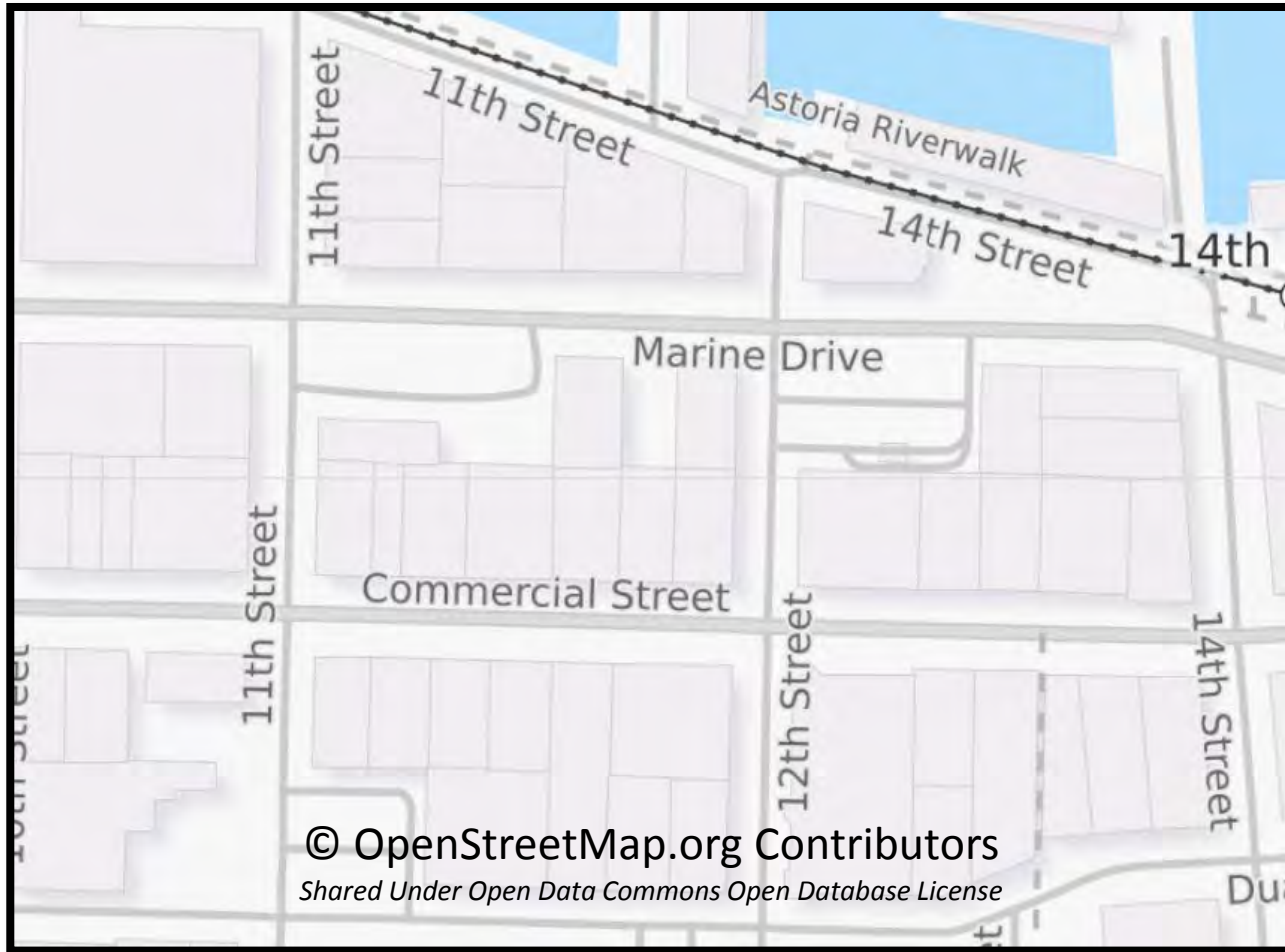 11th Street
11th Street
Astoria Riverwalk
14th Street
14th
Marine Drive
11th Street
Commercial Street
12th Street
14th Street
© OpenStreetMap.org Contributors
Shared Under Open Data Commons Open Database License